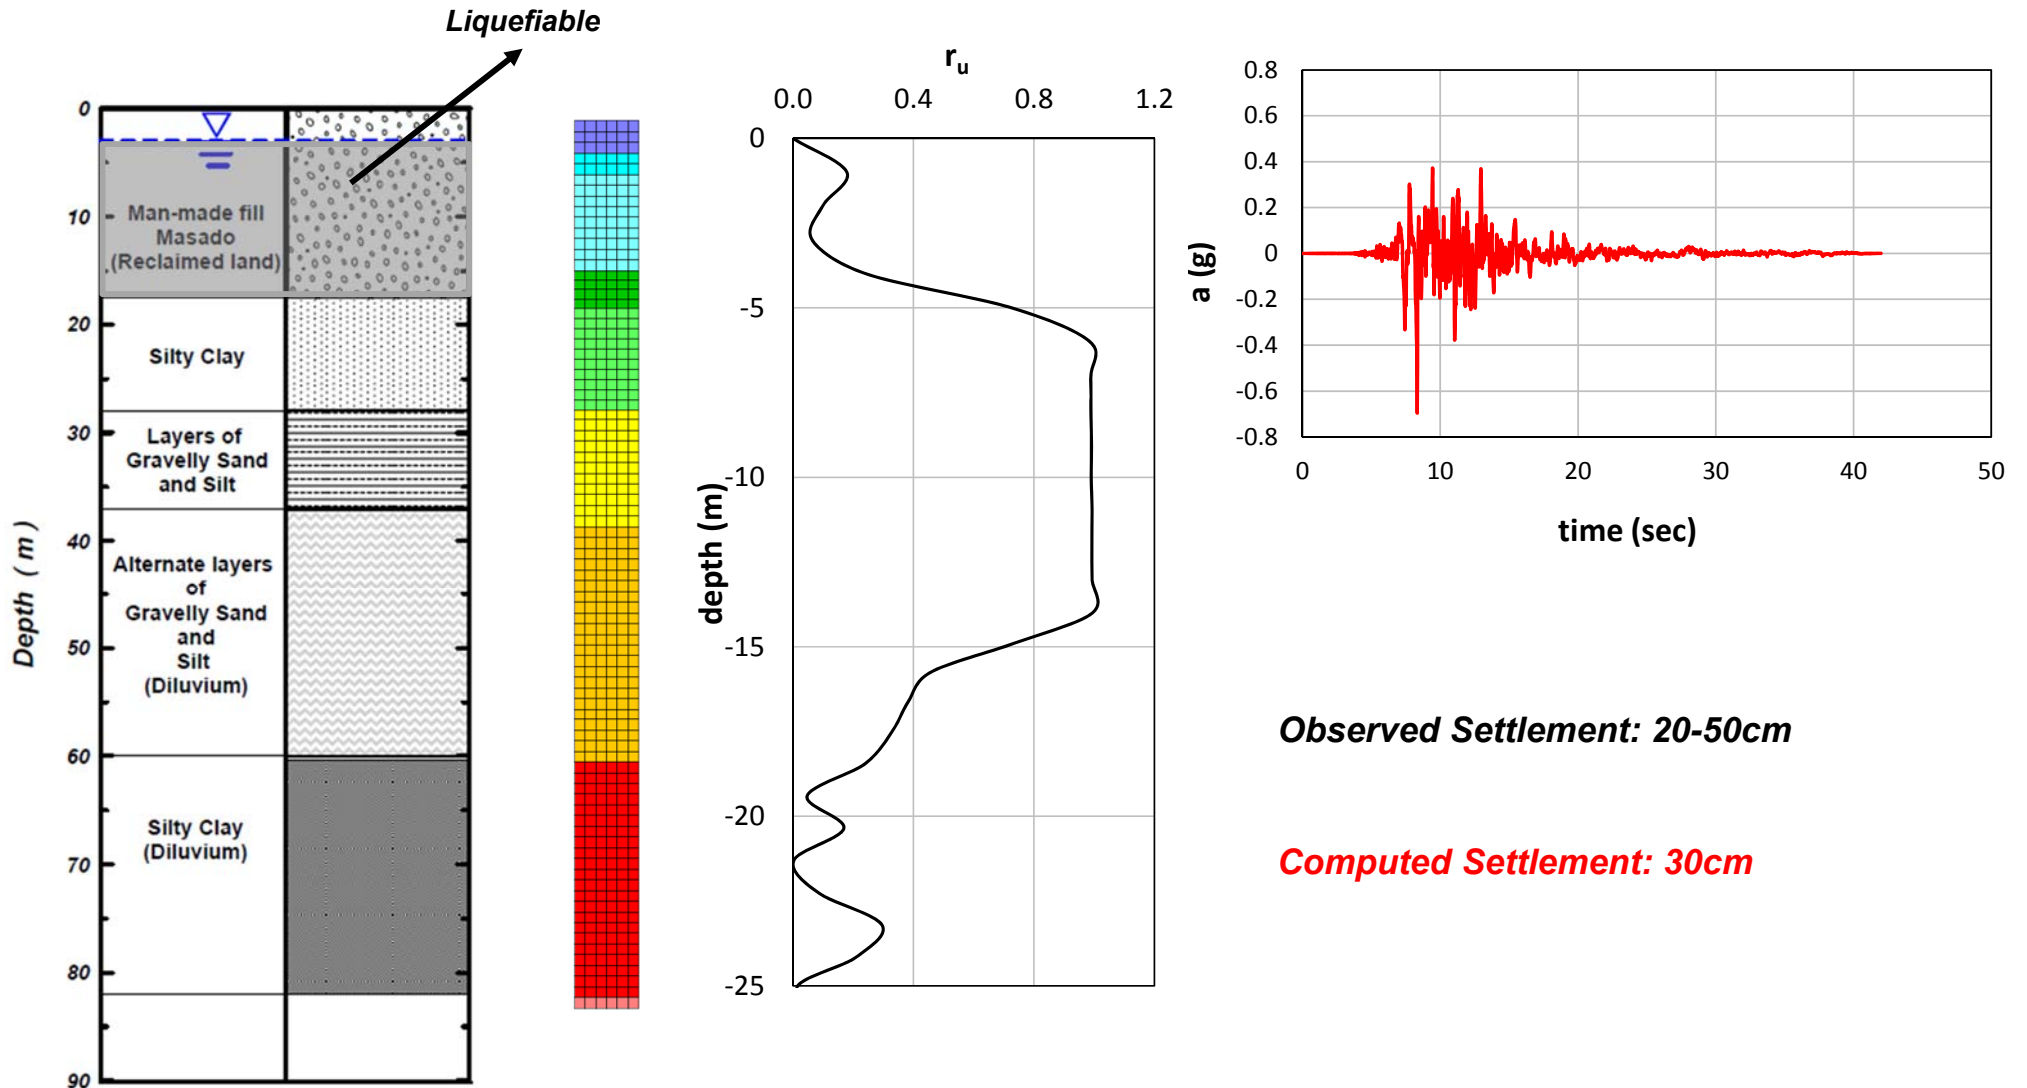 Liquefiable
Depth ( m )
0
10
20
30
40
50
60
70
80
90
Man-made fill
Masado
(Reclaimed land)
Silty Clay
Layers of
Gravelly Sand
and Silt
Alternate layers
of
Gravelly Sand
and
Silt
(Diluvium)
Silty Clay
(Diluvium)
ru
0.0 0.4 0.8 1.2
depth (m)
0
-5
-10
-15
-20
-25
a (g)
0.8
0.6
0.4
0.2
0
-0.2
-0.4
-0.6
-0.8
0 10 20 30 40 50
time (sec)
Observed Settlement: 20-50cm
Computed Settlement: 30cm